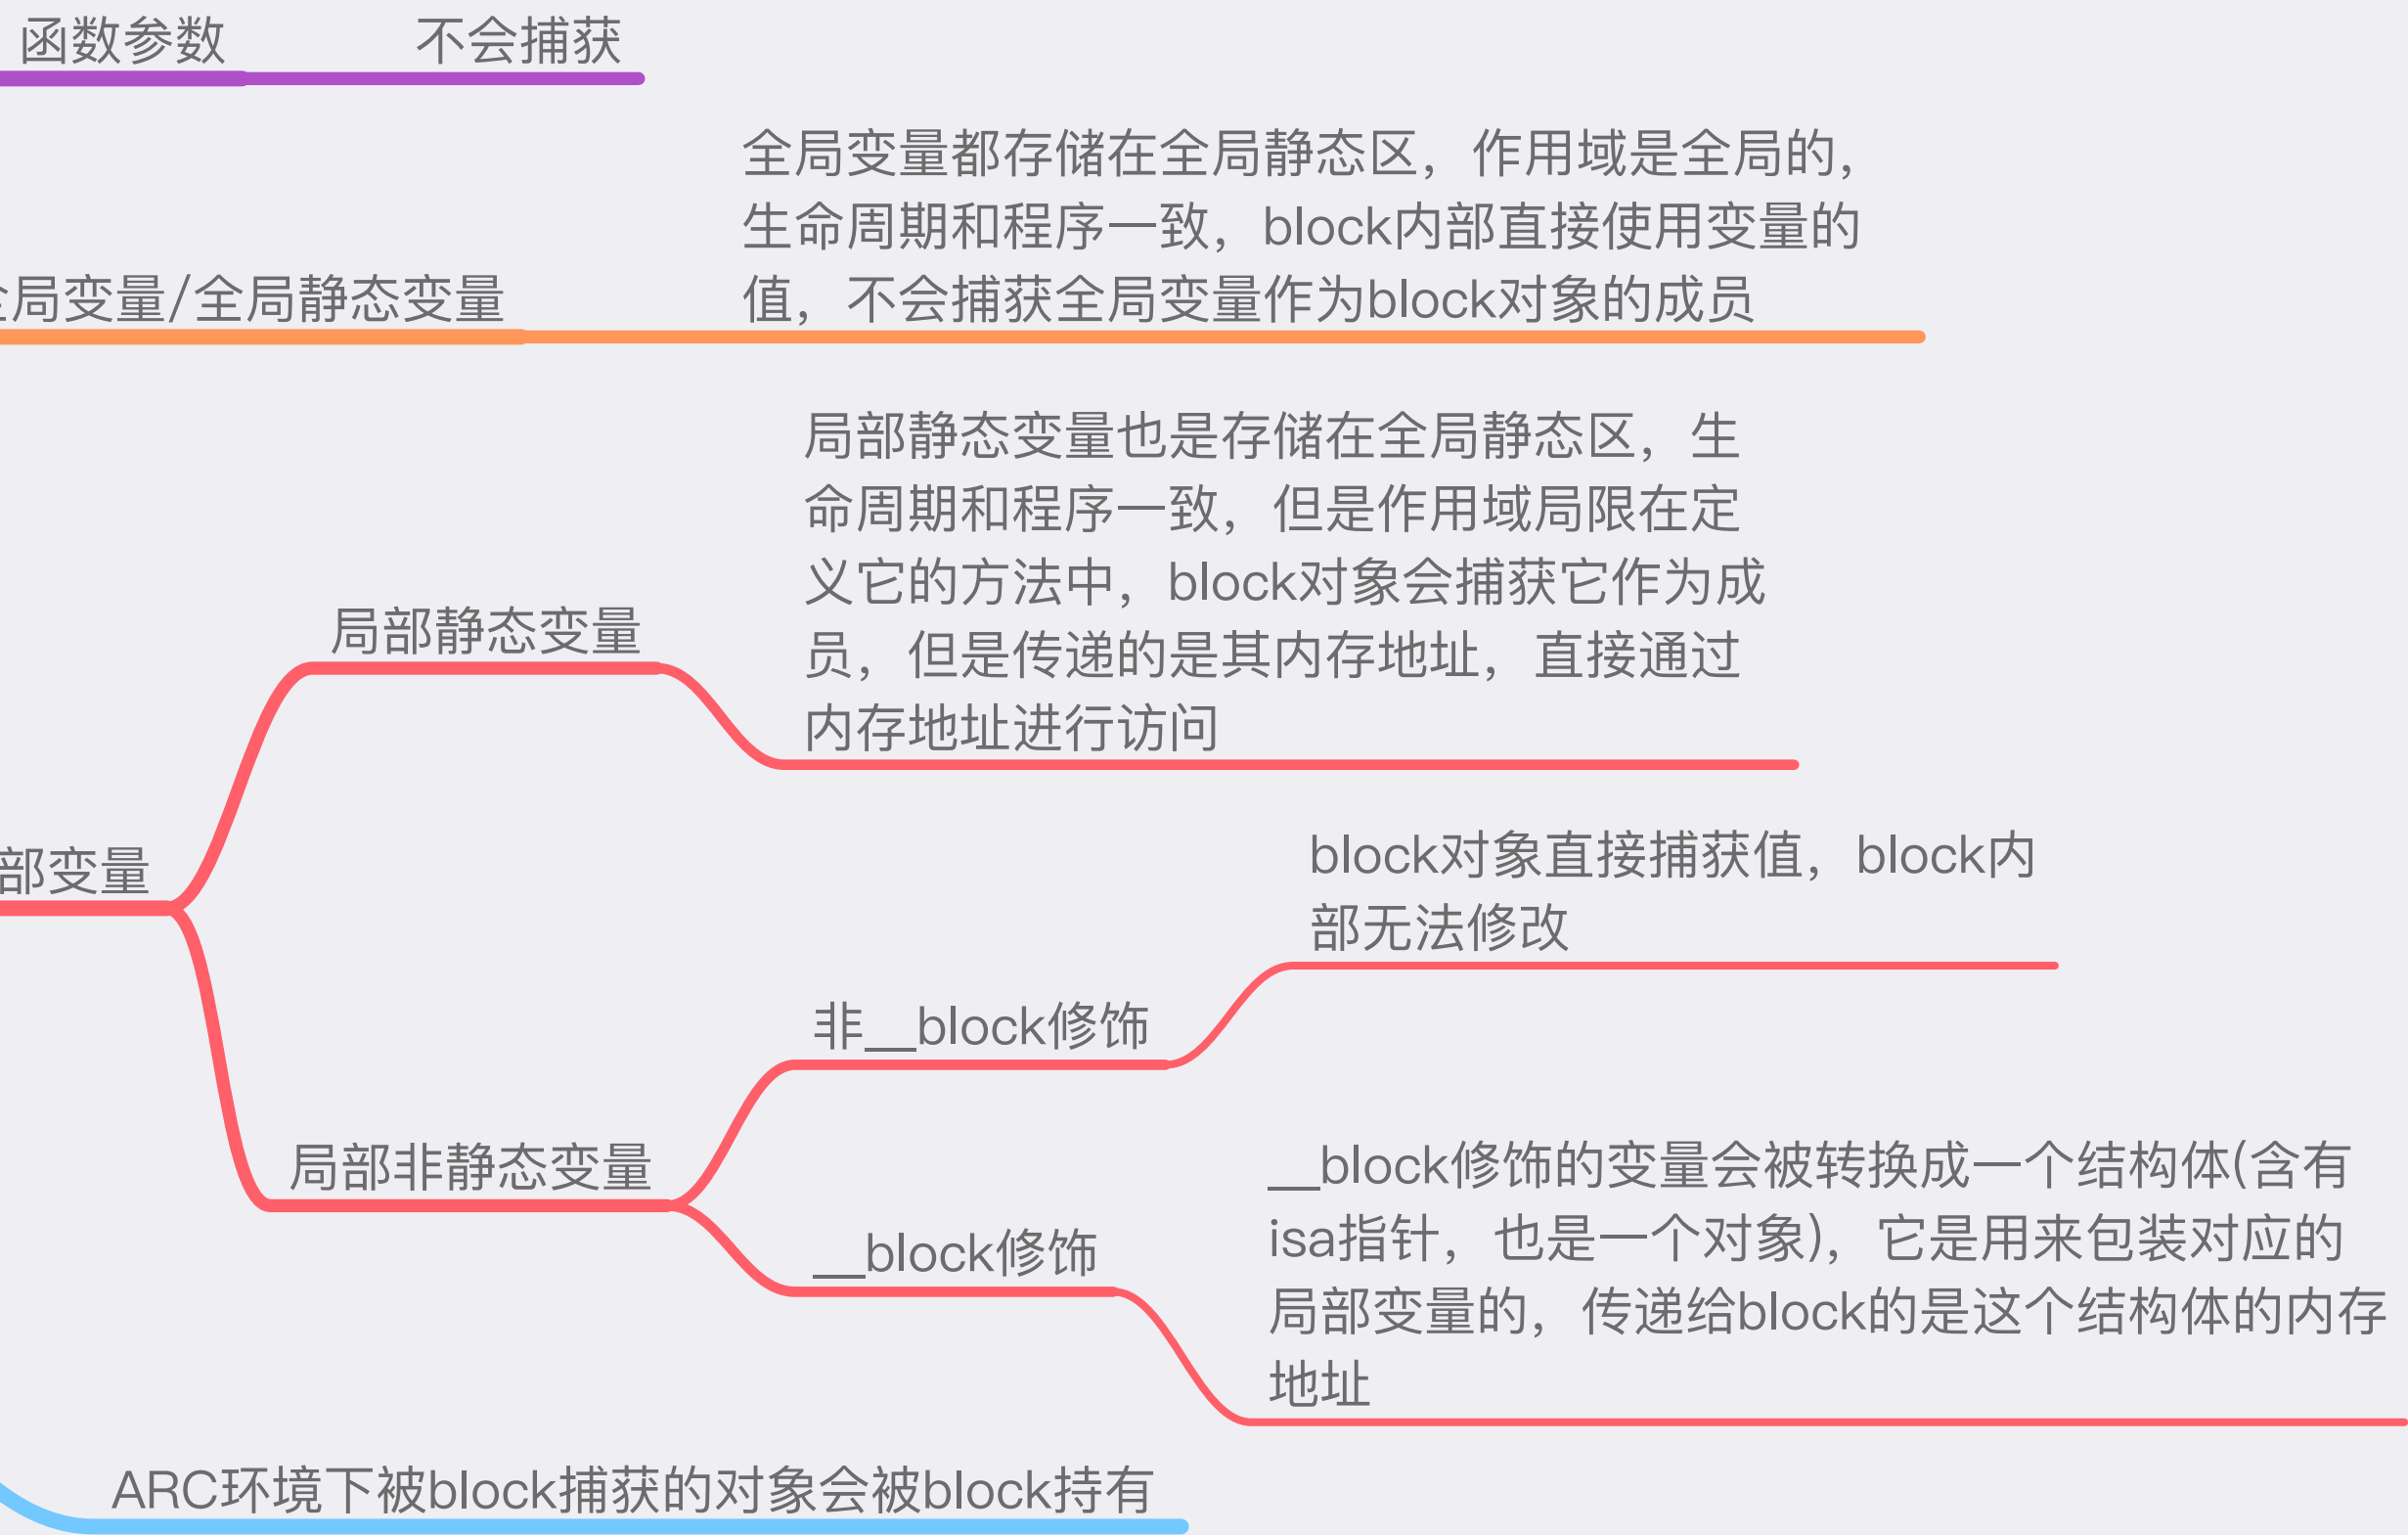 函数参数
不会捕获
全局变量都存储在全局静态区，作用域是全局的，
生命周期和程序一致，block内部直接使用变量的
值，不会捕获变全局变量作为block对象的成员
局变量/全局静态变量
局部静态变量也是存储在全局静态区，生
命周期和程序一致，但是作用域局限在定
义它的方法中，block对象会捕获它作为成
员，但是传递的是其内存地址，直接通过
内存地址进行访问
局部静态变量
部变量
block对象直接捕获值，block内
部无法修改
非__block修饰
局部非静态变量
__block修饰
__block修饰的变量会被转换成一个结构体(含有
isa指针，也是一个对象)，它是用来包装对应的
局部变量的，传递给block的是这个结构体的内存
地址
ARC环境下被block捕获的对象会被block持有